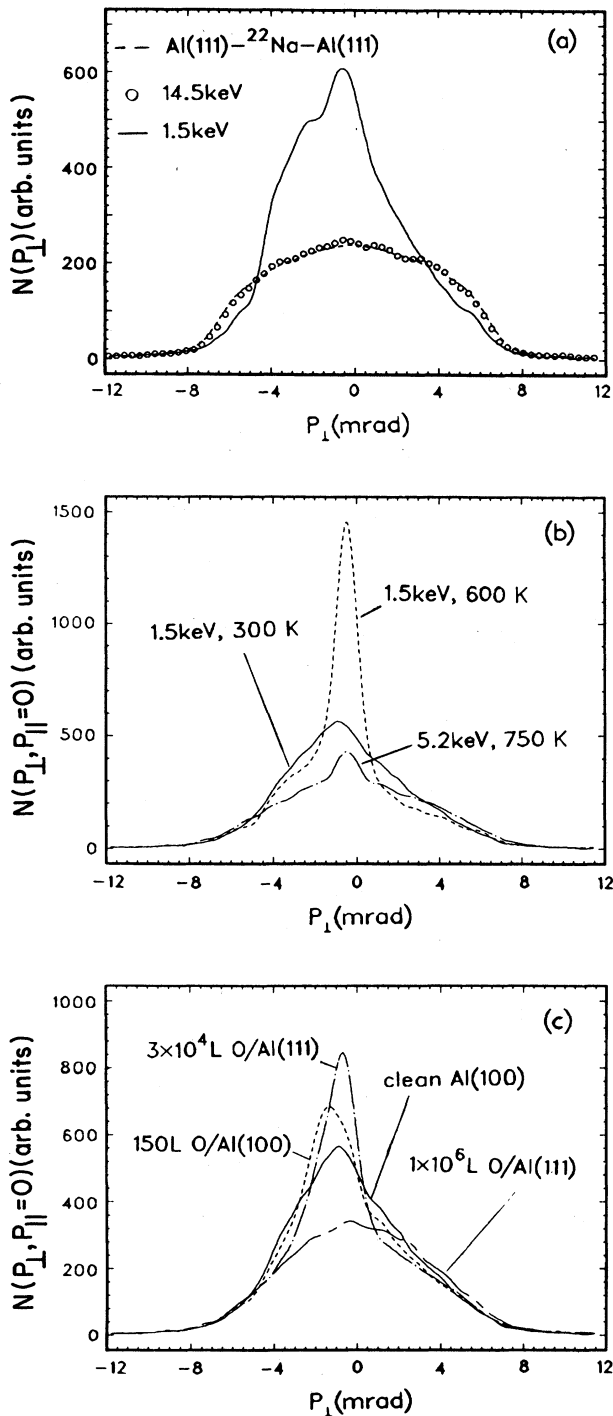 (a)
--- Al(111)–²²Na–Al(111)
o 14.5keV
— 1.5keV
N(P⊥)(arb. units)
600
400
200
0
−12 −8 −4 0 4 8 12
P⊥(mrad)
(b)
N(P⊥,P||=O)(arb. units)
1500
1000
500
0
1.5keV, 600 K
1.5keV, 300 K
5.2keV, 750 K
−12 −8 −4 0 4 8 12
P⊥(mrad)
(c)
N(P⊥,P||=O)(arb. units)
1000
800
600
400
200
0
3×10⁴L O/Al(111)
clean Al(100)
150L O/Al(100)
1×10⁶L O/Al(111)
−12 −8 −4 0 4 8 12
P⊥(mrad)